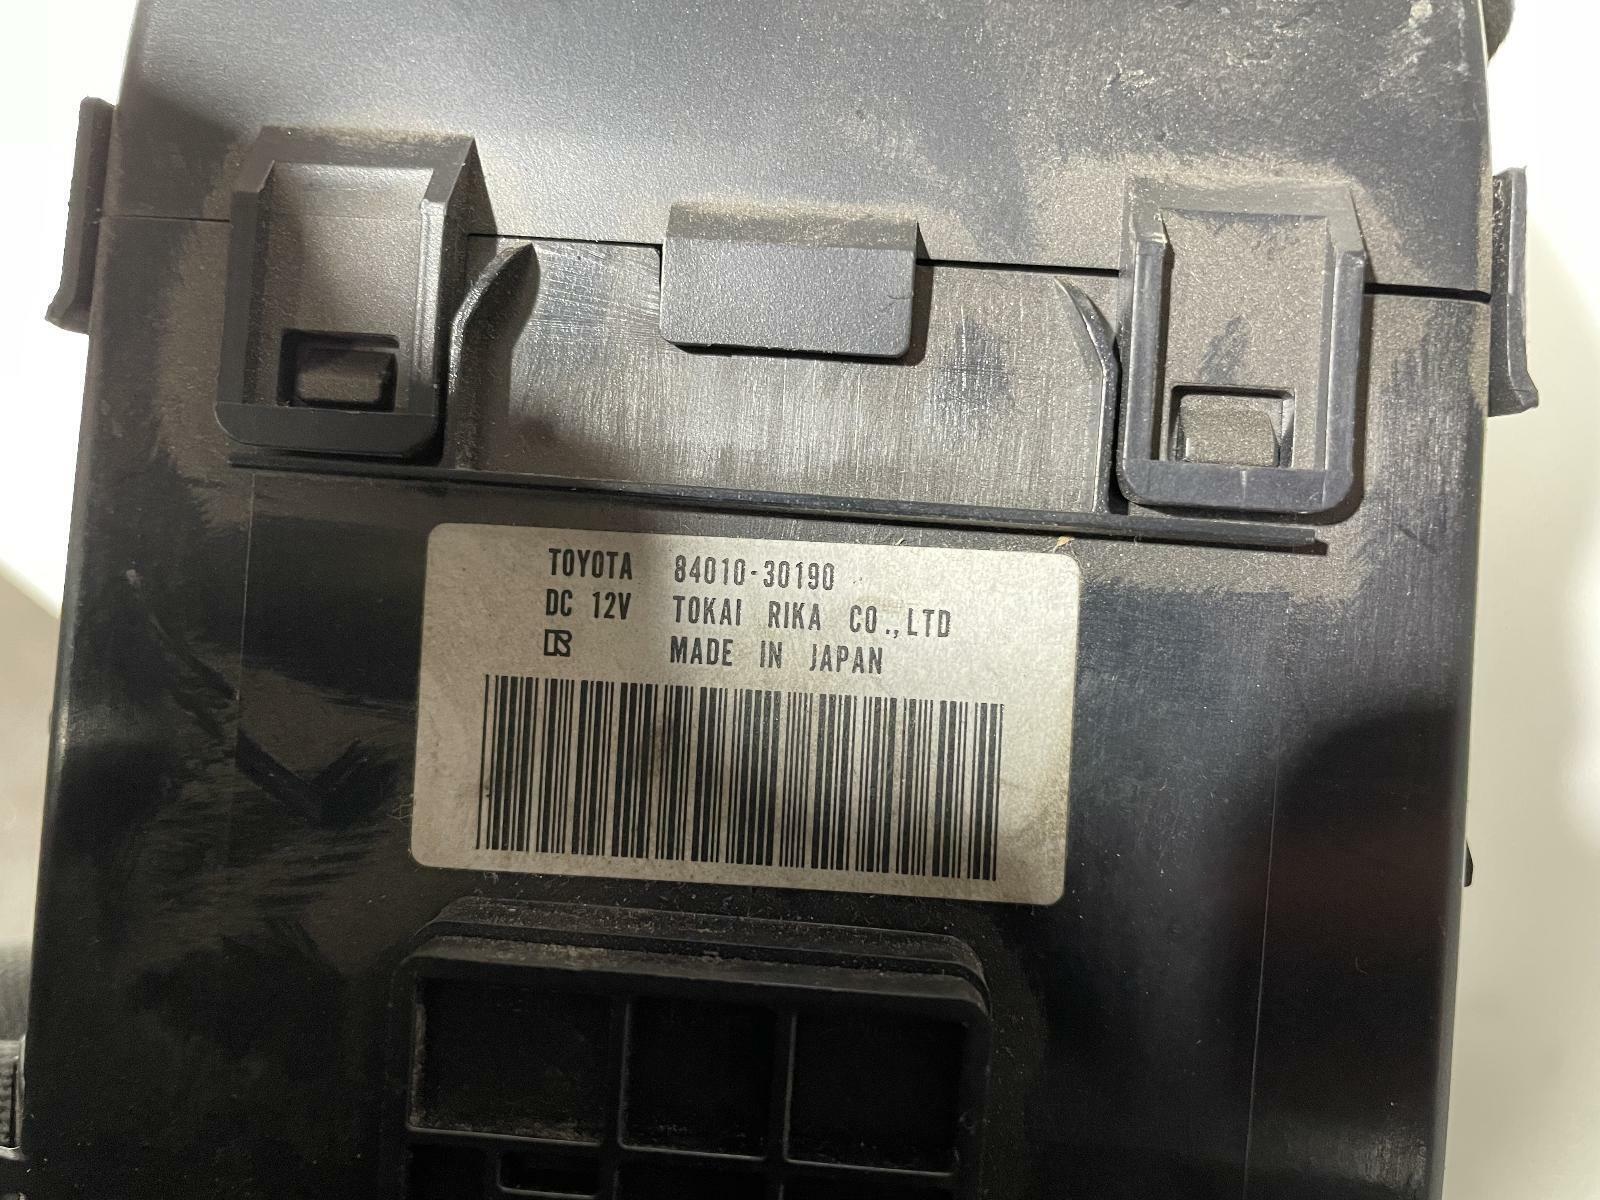 TOYOTA 84010-30190
DC 12V TOKAI RIKA CO.,LTD
MADE IN JAPAN